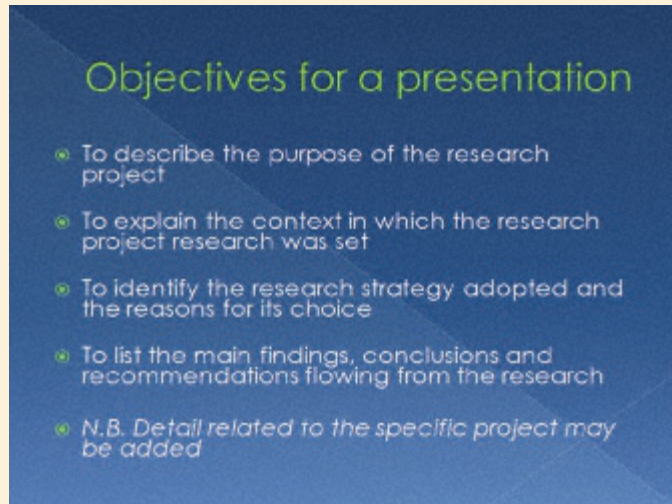 Objectives for a presentation
To describe the purpose of the research
project
To explain the context in which the research
project research was set
To identify the research strategy adopted and
the reasons for its choice
To list the main findings, conclusions and
recommendations flowing from the research
N.B. Detail related to the specific project may
be added